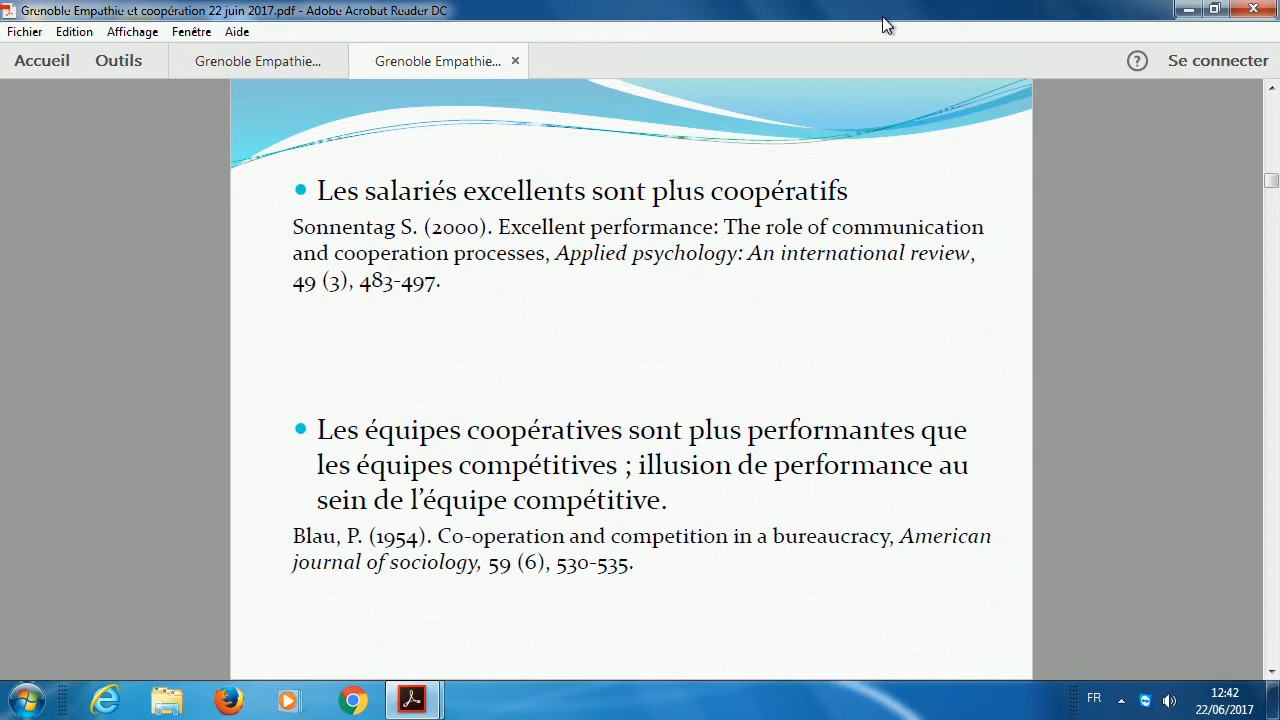 Grenoble Empathie et coopération 22 juin 2017.pdf - Adobe Acrobat Reader DC
Fichier Edition Affichage Fenêtre Aide
Accueil Outils Grenoble Empathie... Grenoble Empathie... × ? Se connecter
• Les salariés excellents sont plus coopératifs
Sonnentag S. (2000). Excellent performance: The role of communication
and cooperation processes, Applied psychology: An international review,
49 (3), 483-497.
• Les équipes coopératives sont plus performantes que
les équipes compétitives ; illusion de performance au
sein de l’équipe compétitive.
Blau, P. (1954). Co-operation and competition in a bureaucracy, American
journal of sociology, 59 (6), 530-535.
FR 12:42
22/06/2017